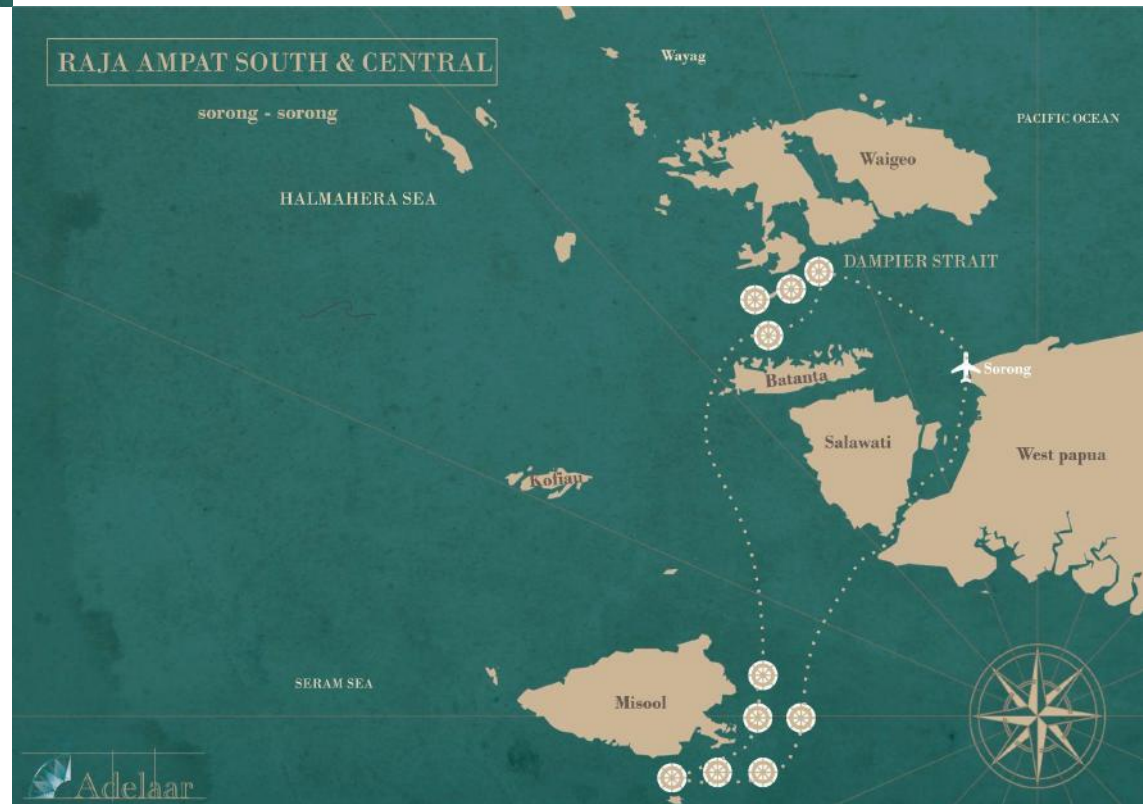 RAJA AMPAT SOUTH & CENTRAL
sorong - sorong
Wayag
PACIFIC OCEAN
Waigeo
HALMAHERA SEA
DAMPIER STRAIT
Batanta
Sorong
Salawati
West papua
Kofiau
SERAM SEA
Misool
Adelaar